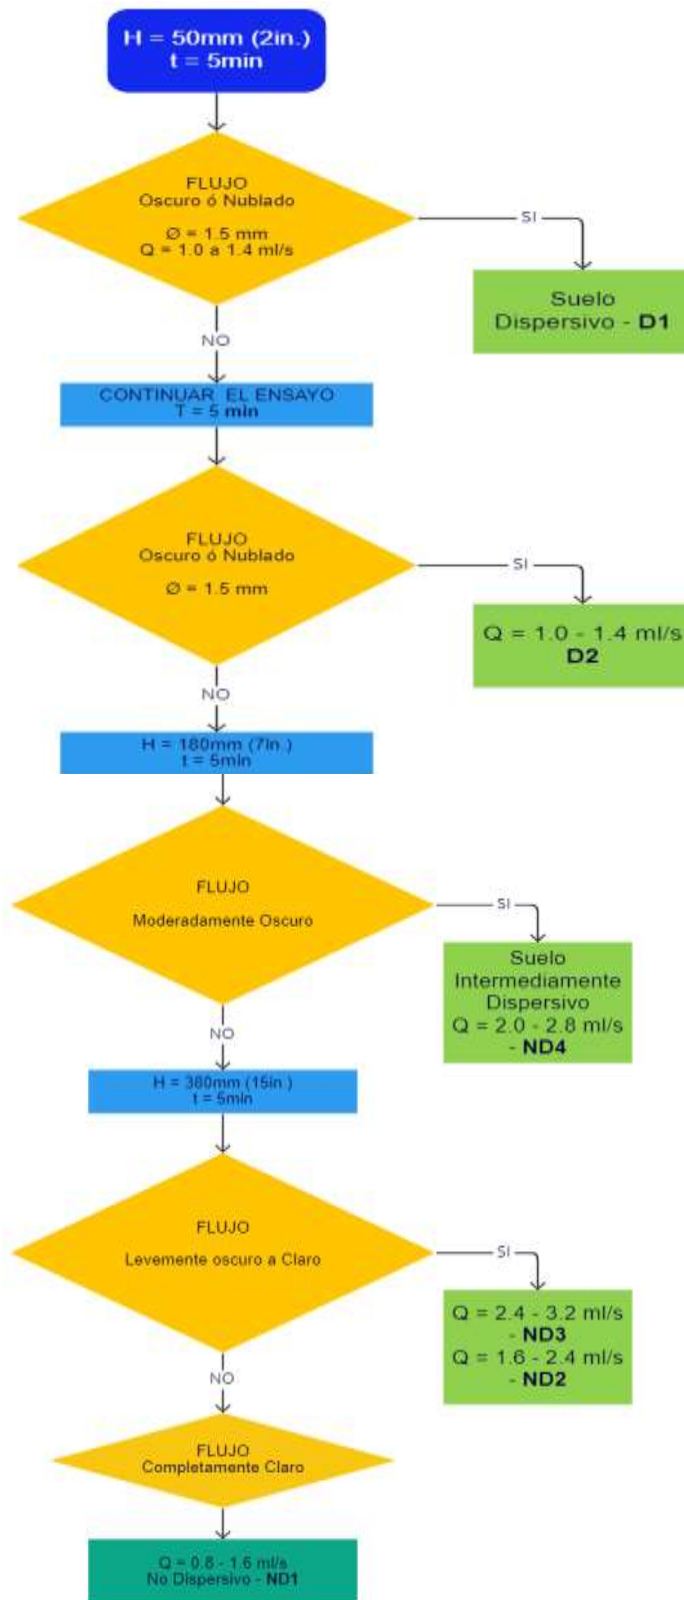 H = 50mm (2in.)
t = 5min
FLUJO
Oscuro ó Nublado
Ø = 1.5 mm
Q = 1.0 a 1.4 ml/s
SI
Suelo
Dispersivo - D1
NO
CONTINUAR EL ENSAYO
T = 5 min
FLUJO
Oscuro ó Nublado
Ø = 1.5 mm
SI
Q = 1.0 - 1.4 ml/s
D2
NO
H = 180mm (7in.)
t = 5min
FLUJO
Moderadamente Oscuro
SI
Suelo
Intermediamente
Dispersivo
Q = 2.0 - 2.8 ml/s
- ND4
NO
H = 380mm (15in.)
t = 5min
FLUJO
Levemente oscuro a Claro
SI
Q = 2.4 - 3.2 ml/s
- ND3
Q = 1.6 - 2.4 ml/s
- ND2
NO
FLUJO
Completamente Claro
Q = 0.8 - 1.6 ml/s
No Dispersivo - ND1